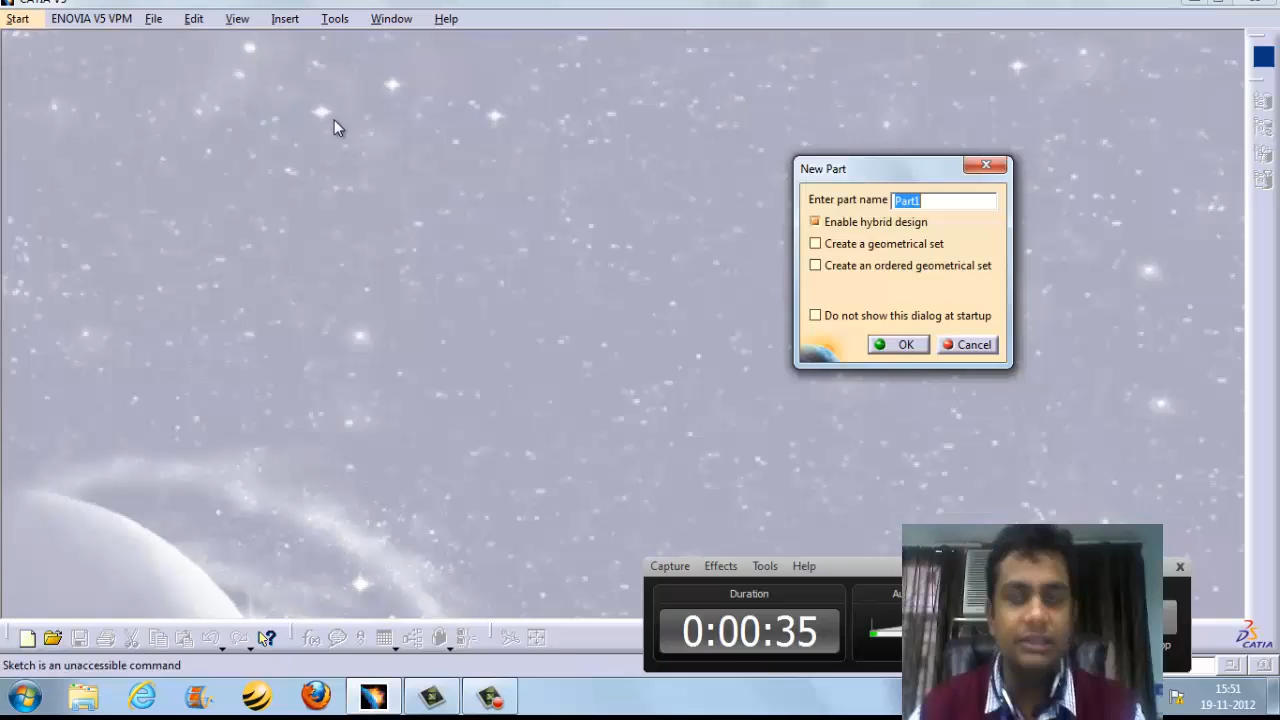 CATIA V5
Start ENOVIA V5 VPM File Edit View Insert Tools Window Help
New Part
Enter part name Part1
Enable hybrid design
Create a geometrical set
Create an ordered geometrical set
Do not show this dialog at startup
OK Cancel
Capture Effects Tools Help
Duration
0:00:35
Sketch is an unaccessible command
CATIA
15:51
19-11-2012